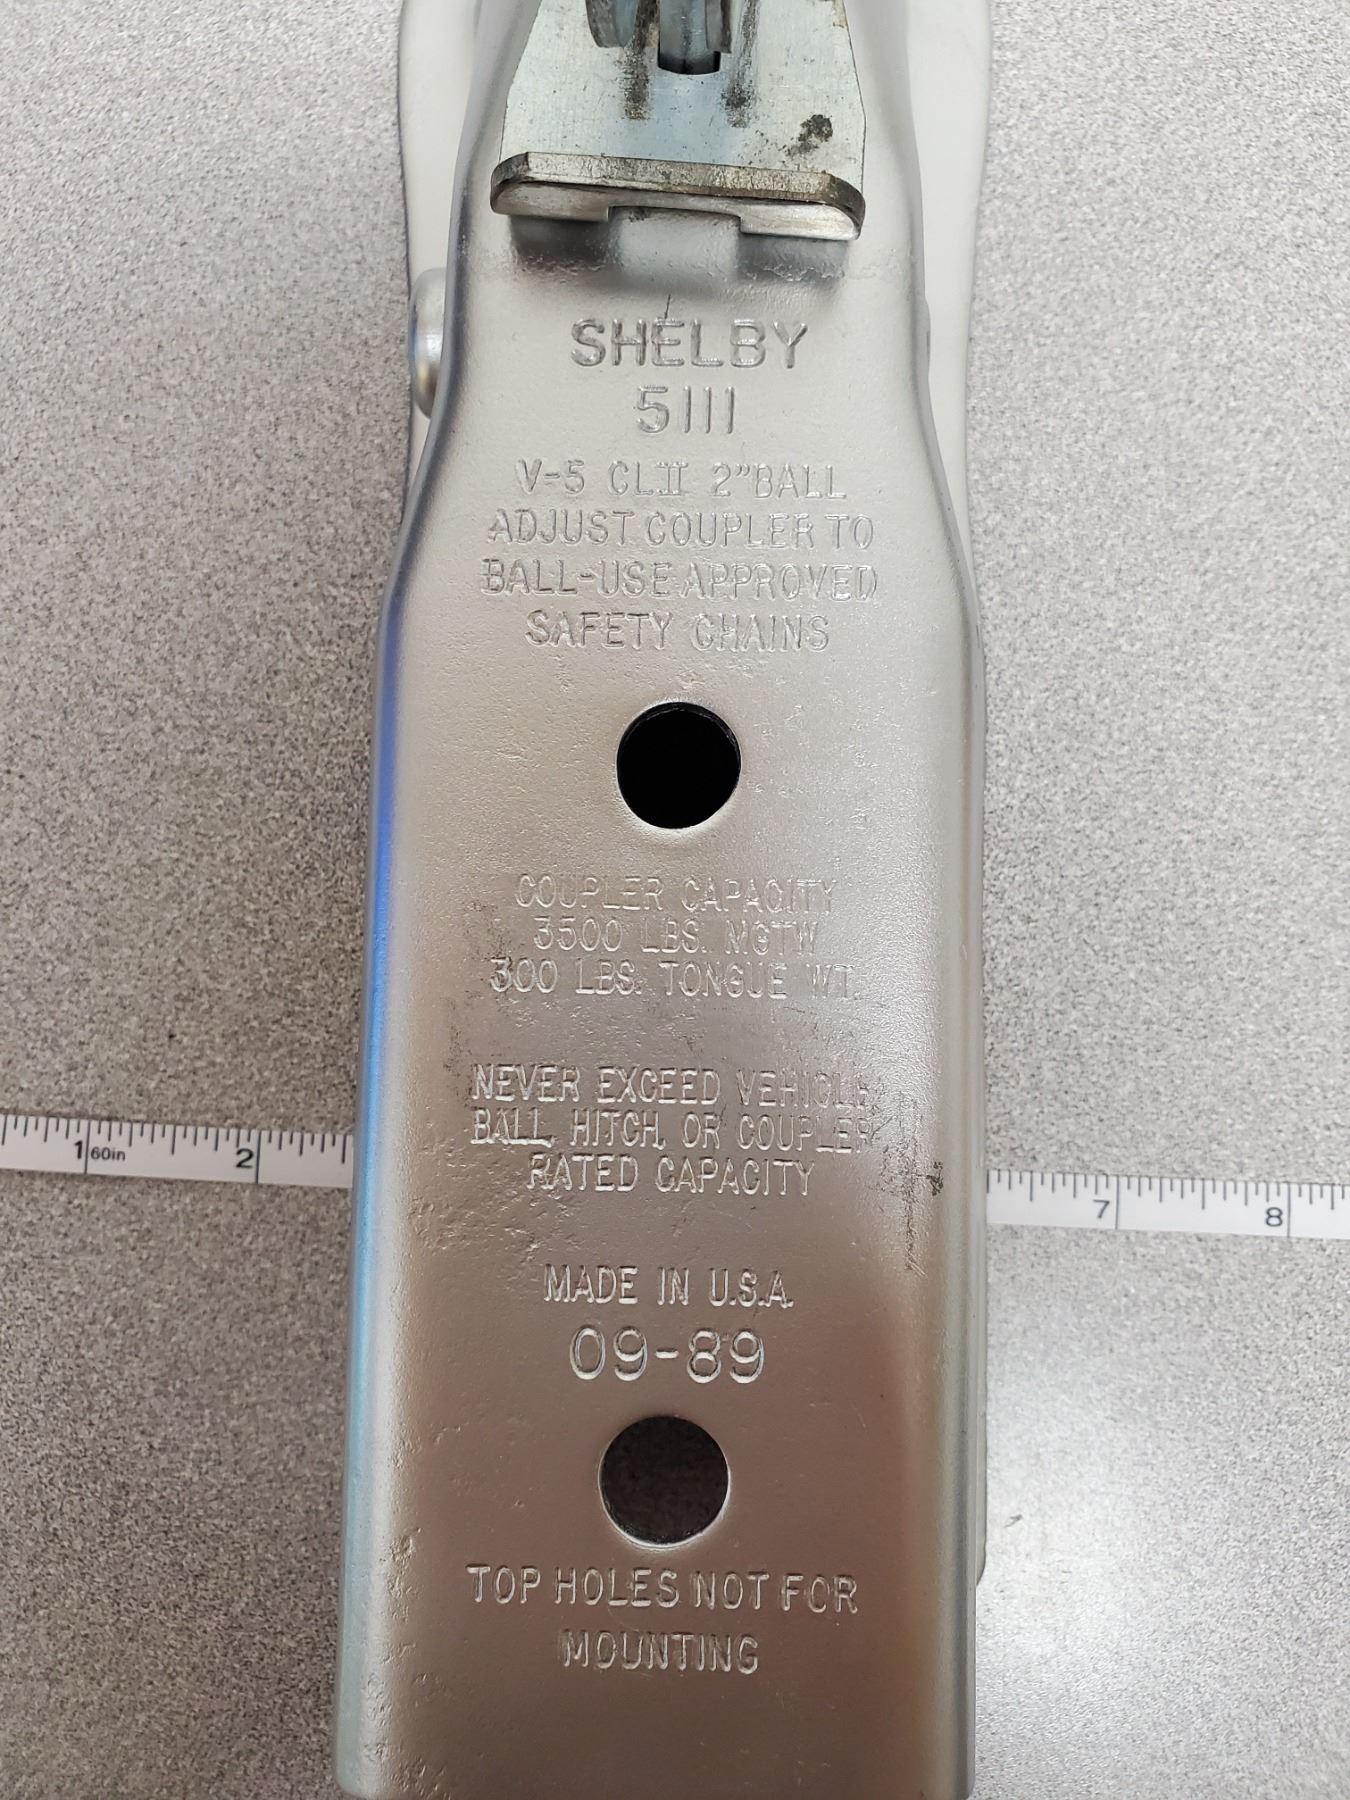 SHELBY
5111
V-5 CL.II 2"BALL
ADJUST COUPLER TO
BALL-USE APPROVED
SAFETY CHAINS
COUPLER CAPACITY
3500 LBS. MGTW
300 LBS. TONGUE WT.
NEVER EXCEED VEHICLE
BALL, HITCH, OR COUPLER
RATED CAPACITY
1 60in 2 7 8
MADE IN U.S.A.
09-89
TOP HOLES NOT FOR
MOUNTING